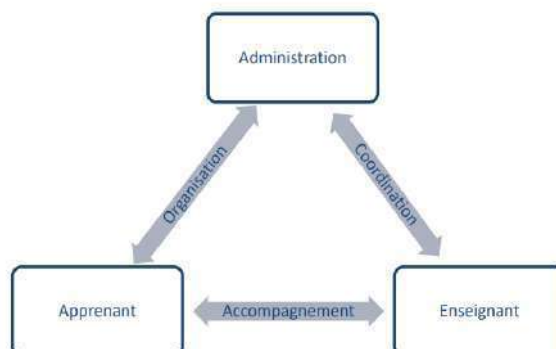 Administration
Organisation
Coordination
Apprenant
Accompagnement
Enseignant